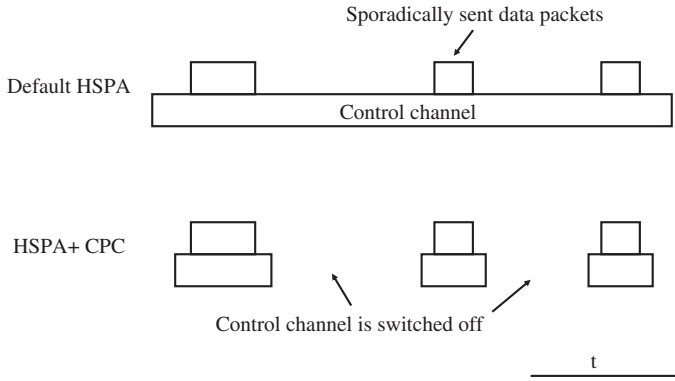 Sporadically sent data packets
Default HSPA
Control channel
HSPA+ CPC
Control channel is switched off
t